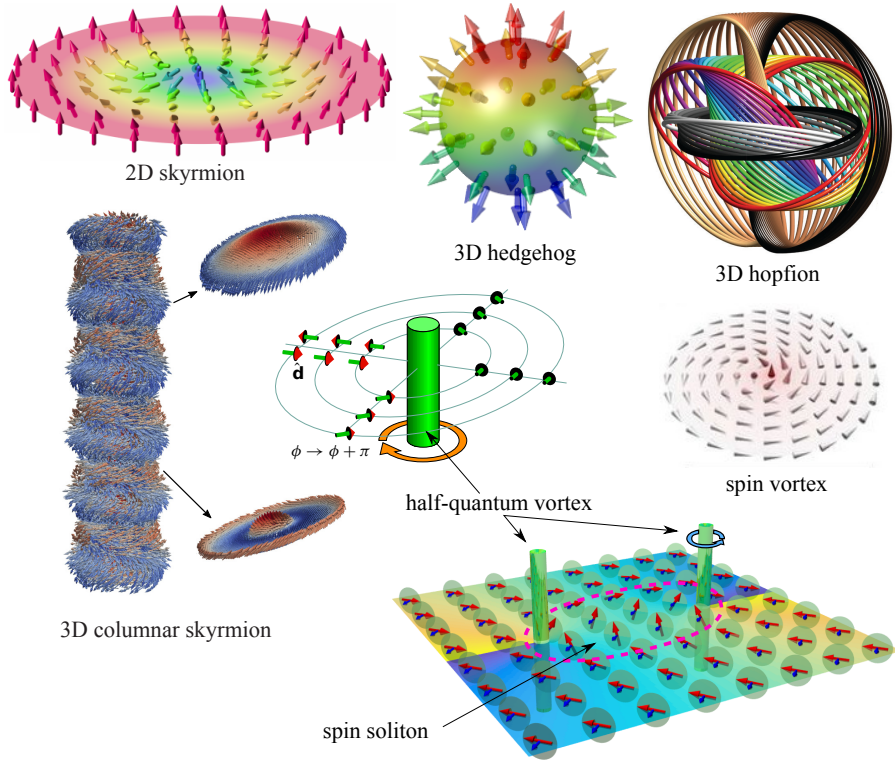 2D skyrmion
3D hedgehog
3D hopfion
d̂
ϕ → ϕ + π
spin vortex
half-quantum vortex
3D columnar skyrmion
spin soliton